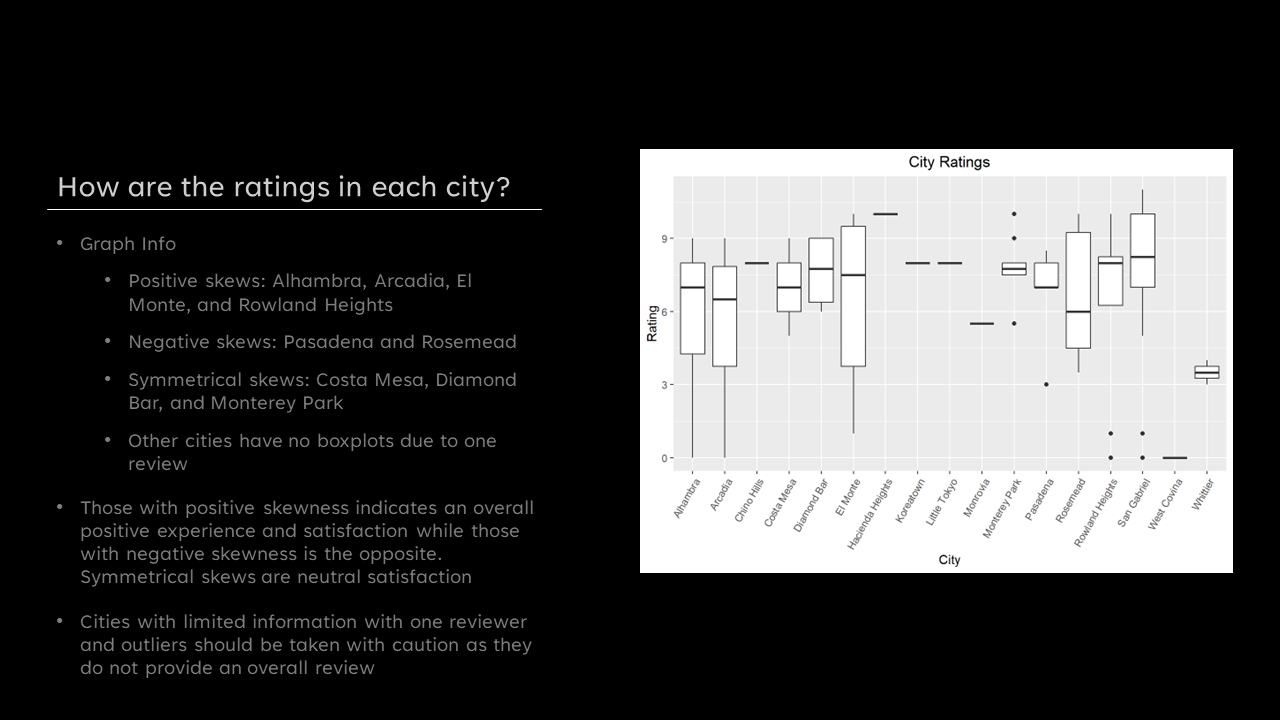 How are the ratings in each city?
• Graph Info
• Positive skews: Alhambra, Arcadia, El
Monte, and Rowland Heights
• Negative skews: Pasadena and Rosemead
• Symmetrical skews: Costa Mesa, Diamond
Bar, and Monterey Park
• Other cities have no boxplots due to one
review
• Those with positive skewness indicates an overall
positive experience and satisfaction while those
with negative skewness is the opposite.
Symmetrical skews are neutral satisfaction
• Cities with limited information with one reviewer
and outliers should be taken with caution as they
do not provide an overall review
City Ratings
Rating
9
6
3
0
Alhambra
Arcadia
Chino Hills
Costa Mesa
Diamond Bar
El Monte
Hacienda Heights
Koreatown
Little Tokyo
Monrovia
Monterey Park
Pasadena
Rosemead
Rowland Heights
San Gabriel
West Covina
Whittier
City